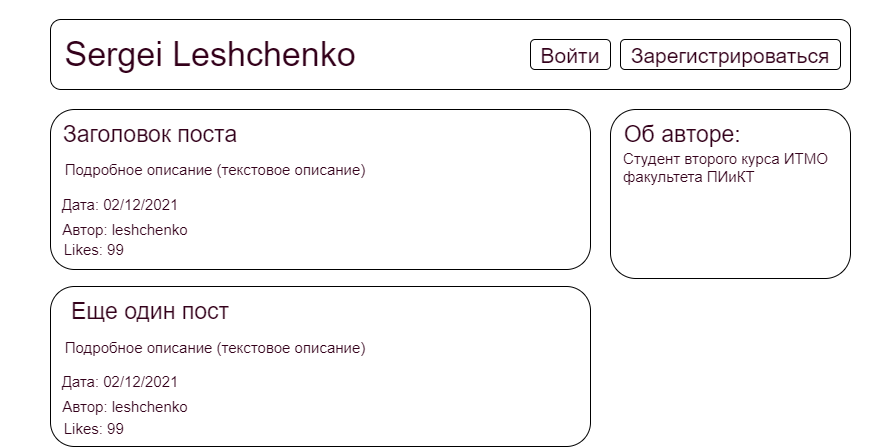 Sergei Leshchenko
Войти
Зарегистрироваться
Заголовок поста
Подробное описание (текстовое описание)
Дата: 02/12/2021
Автор: leshchenko
Likes: 99
Об авторе:
Студент второго курса ИТМО
факультета ПИиКТ
Еще один пост
Подробное описание (текстовое описание)
Дата: 02/12/2021
Автор: leshchenko
Likes: 99